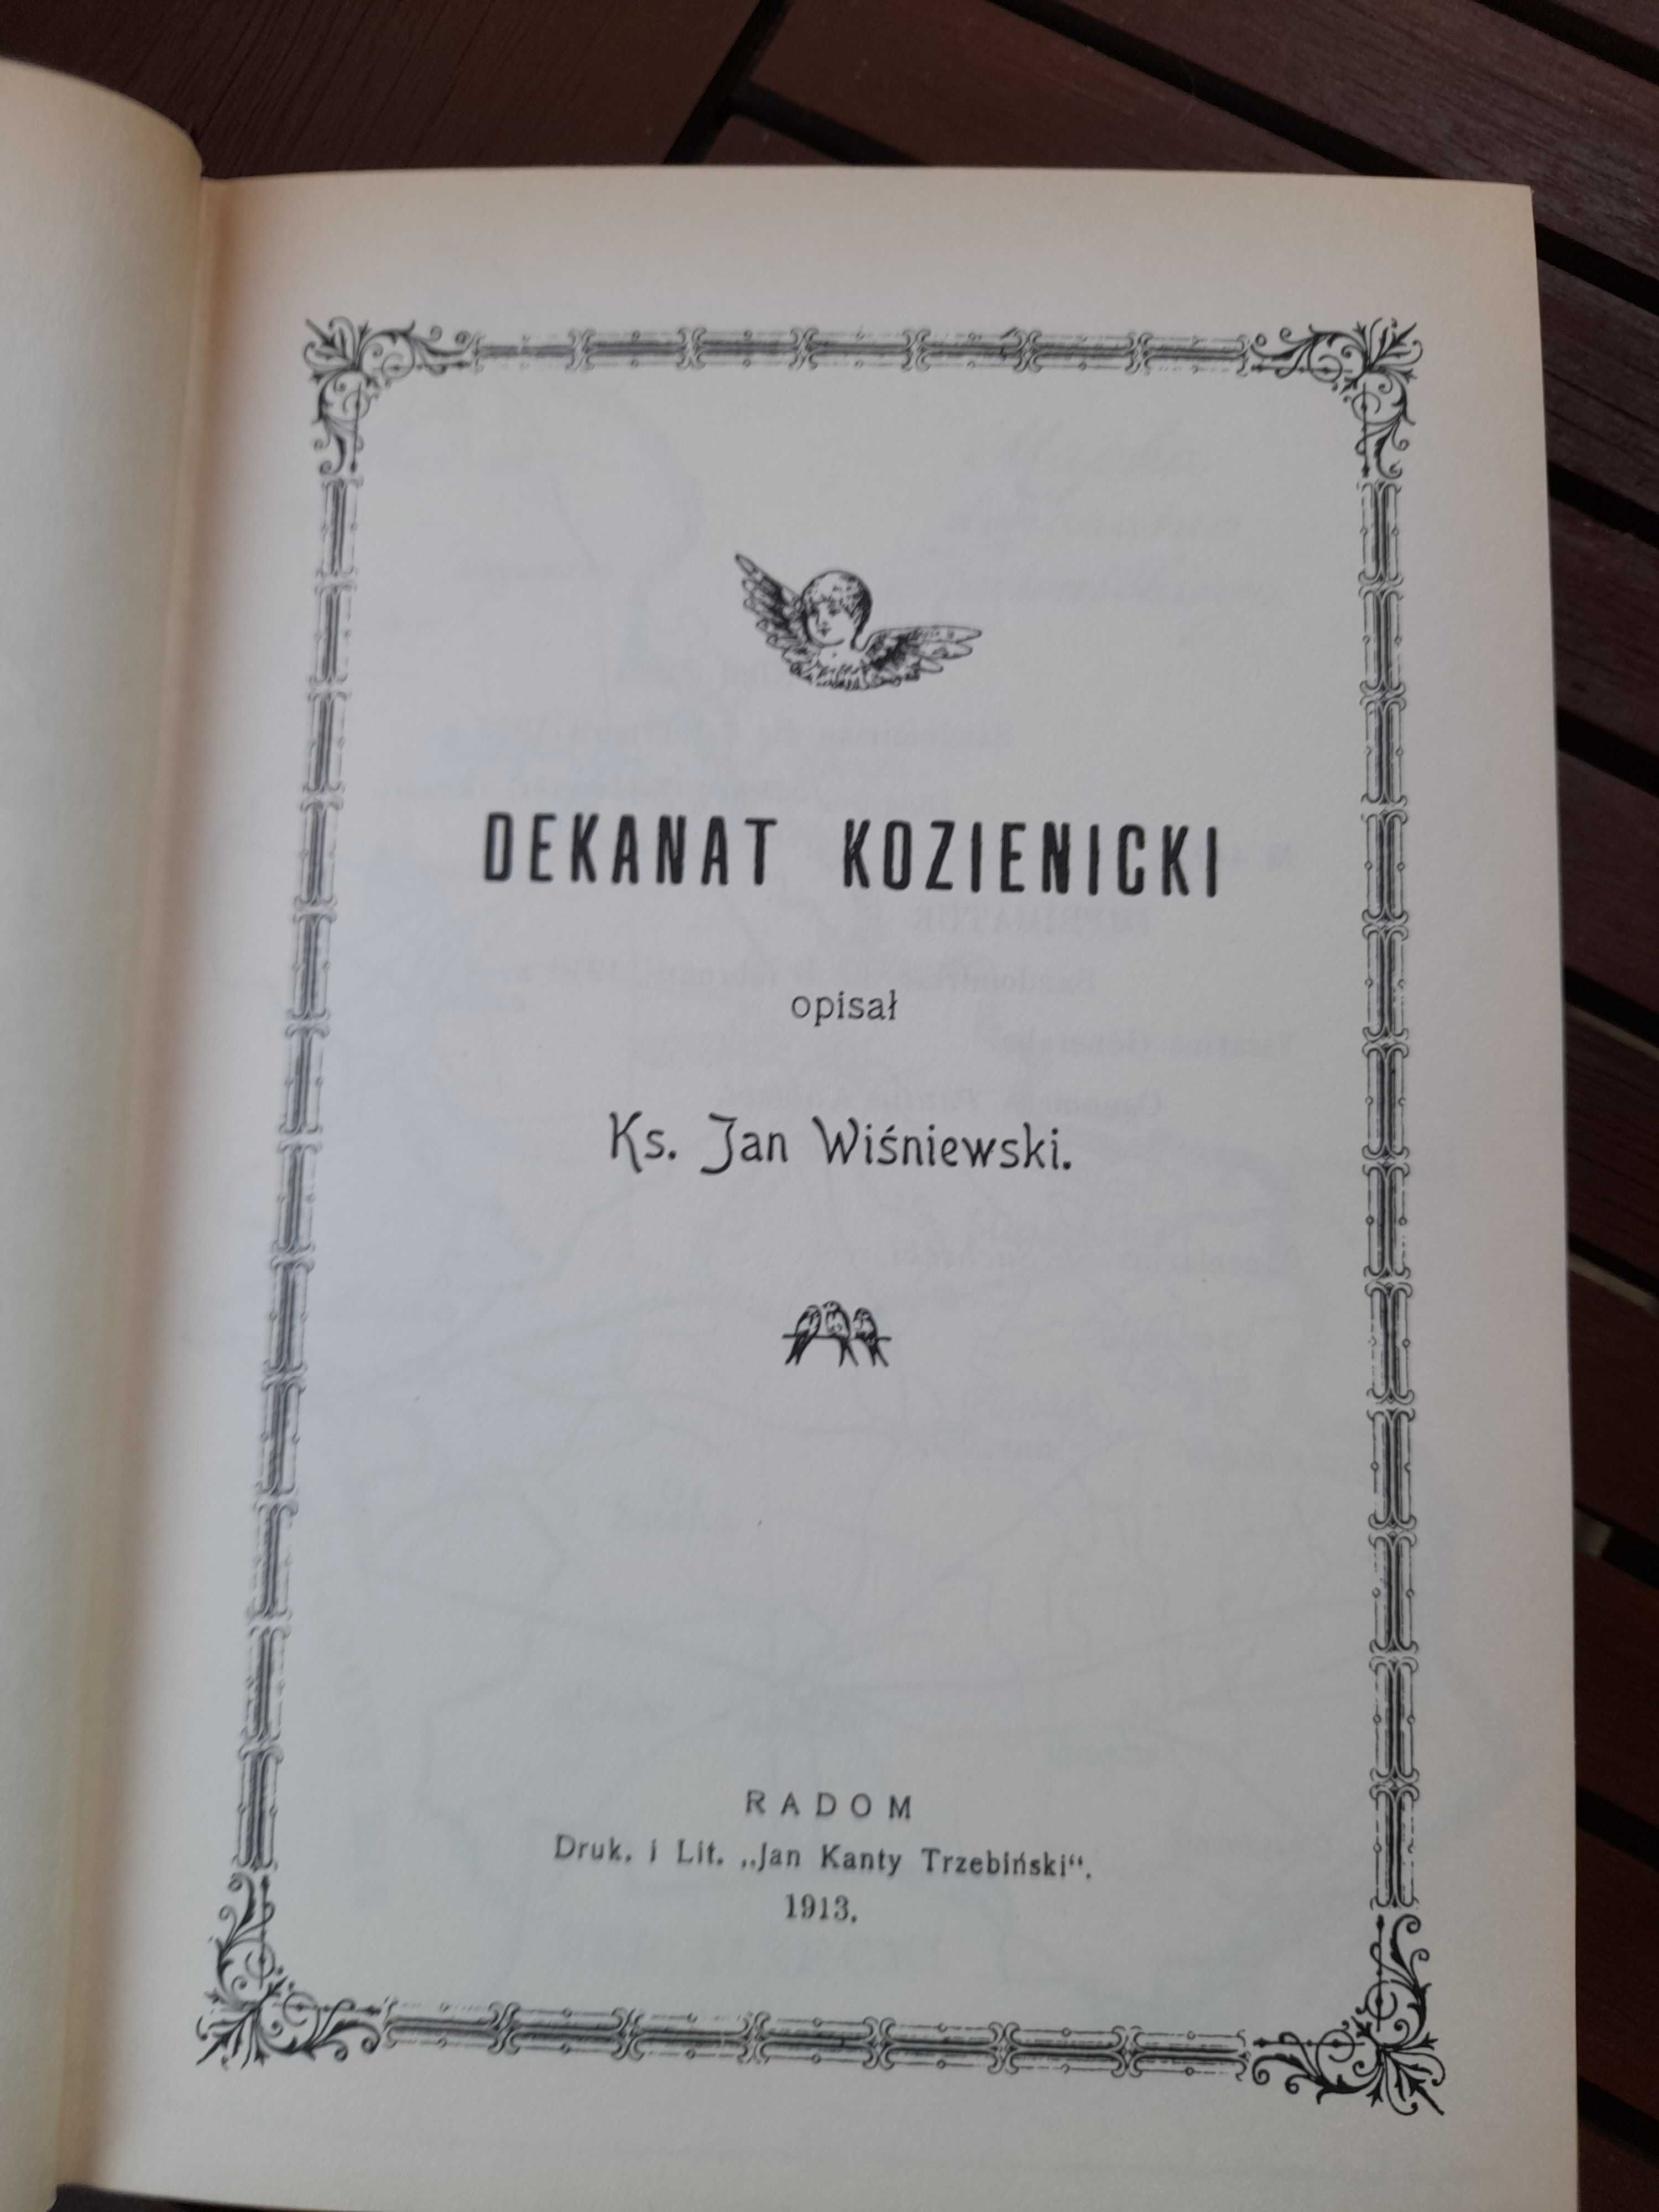 DEKANAT KOZIENICKI
opisał
Ks. Jan Wiśniewski.
RADOM
Druk. i Lit. „Jan Kanty Trzebiński“.
1913.